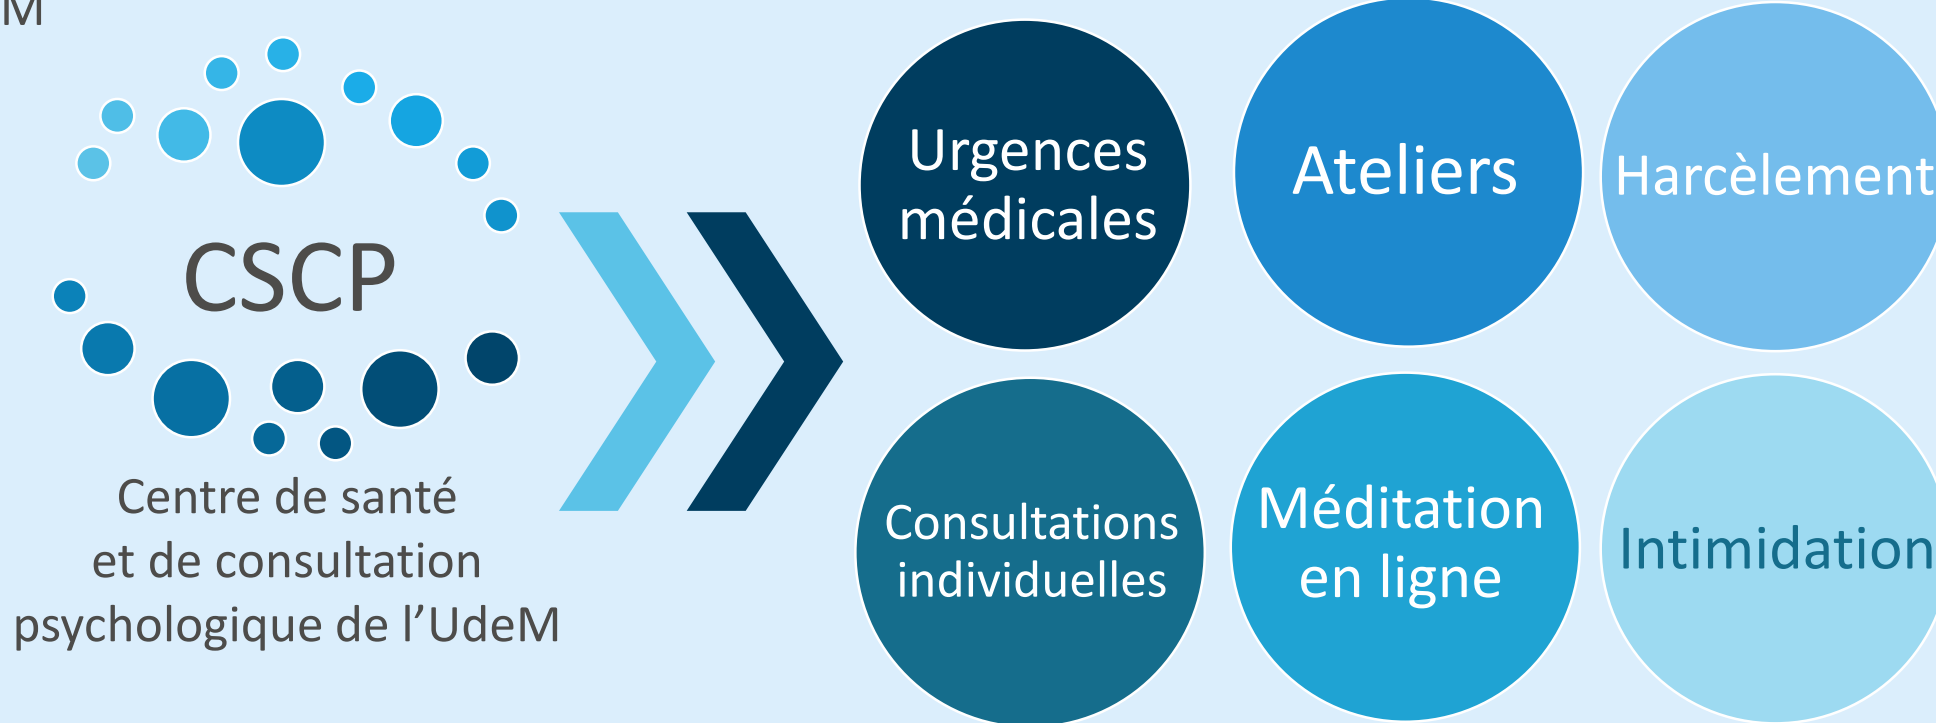 M
CSCP
Centre de santé
et de consultation
psychologique de l’UdeM
Urgences
médicales
Ateliers
Harcèlement
Consultations
individuelles
Méditation
en ligne
Intimidation